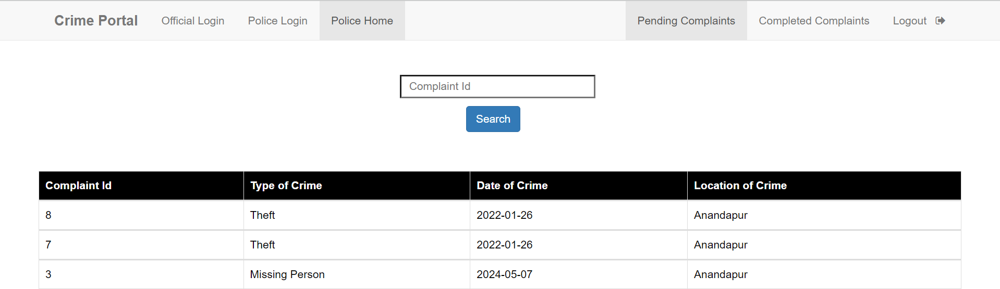 Crime Portal Official Login Police Login Police Home Pending Complaints Completed Complaints Logout
Complaint Id
Search
Complaint Id Type of Crime Date of Crime Location of Crime
8 Theft 2022-01-26 Anandapur
7 Theft 2022-01-26 Anandapur
3 Missing Person 2024-05-07 Anandapur